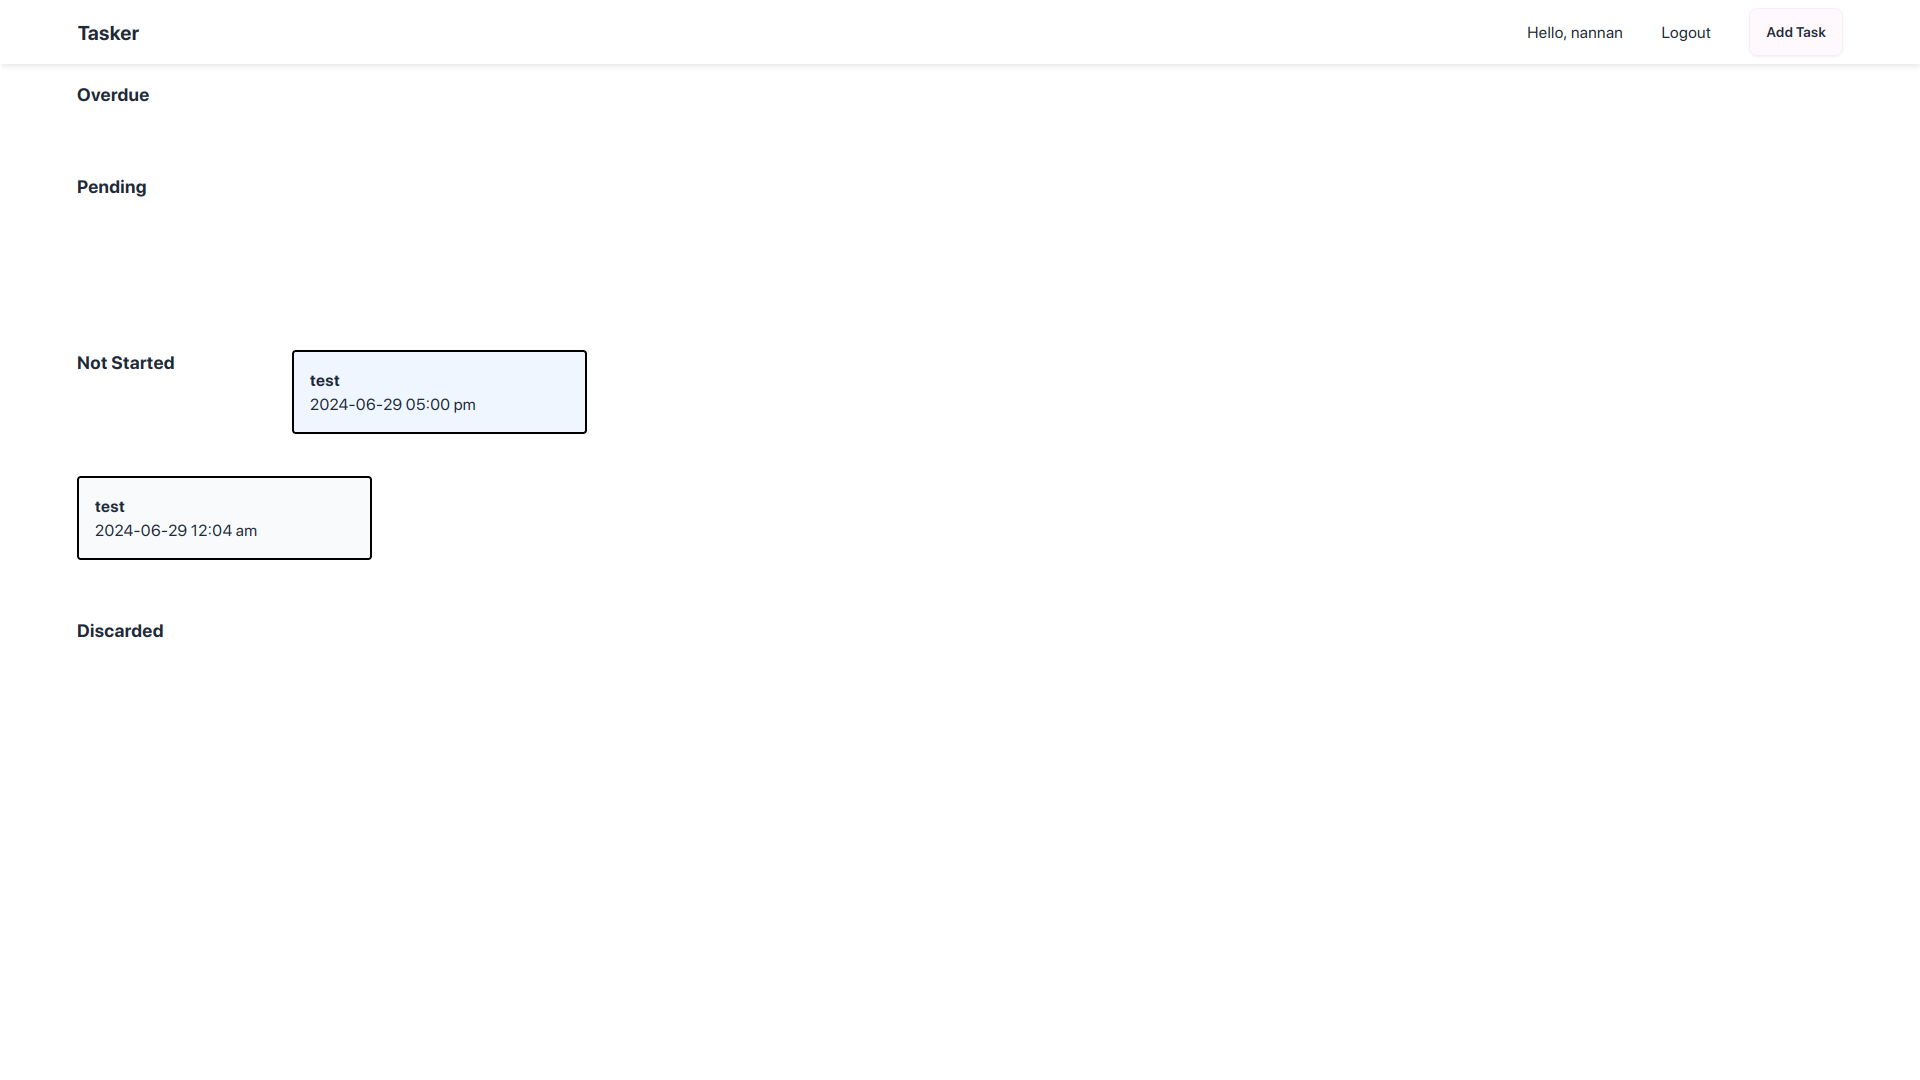 Tasker
Hello, nannan
Logout
Add Task
Overdue
Pending
Not Started
test
2024-06-29 05:00 pm
test
2024-06-29 12:04 am
Discarded